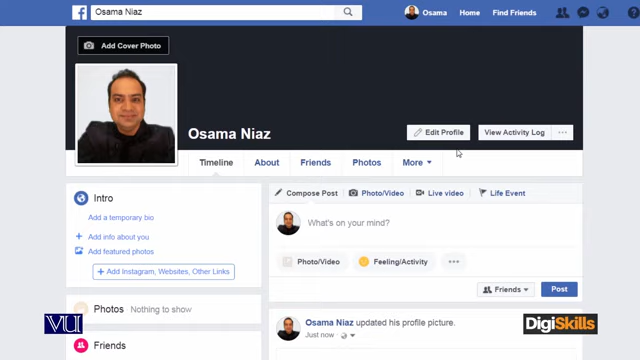 Osama Niaz
Osama Home Find Friends
Add Cover Photo
Osama Niaz
Edit Profile
View Activity Log
Timeline About Friends Photos More
Intro
Add a temporary bio
Add info about you
Add featured photos
+ Add Instagram, Websites, Other Links
Photos Nothing to show
Friends
Compose Post Photo/Video Live video Life Event
What's on your mind?
Photo/Video Feeling/Activity
Friends Post
Osama Niaz updated his profile picture.
Just now
VU
DigiSkills